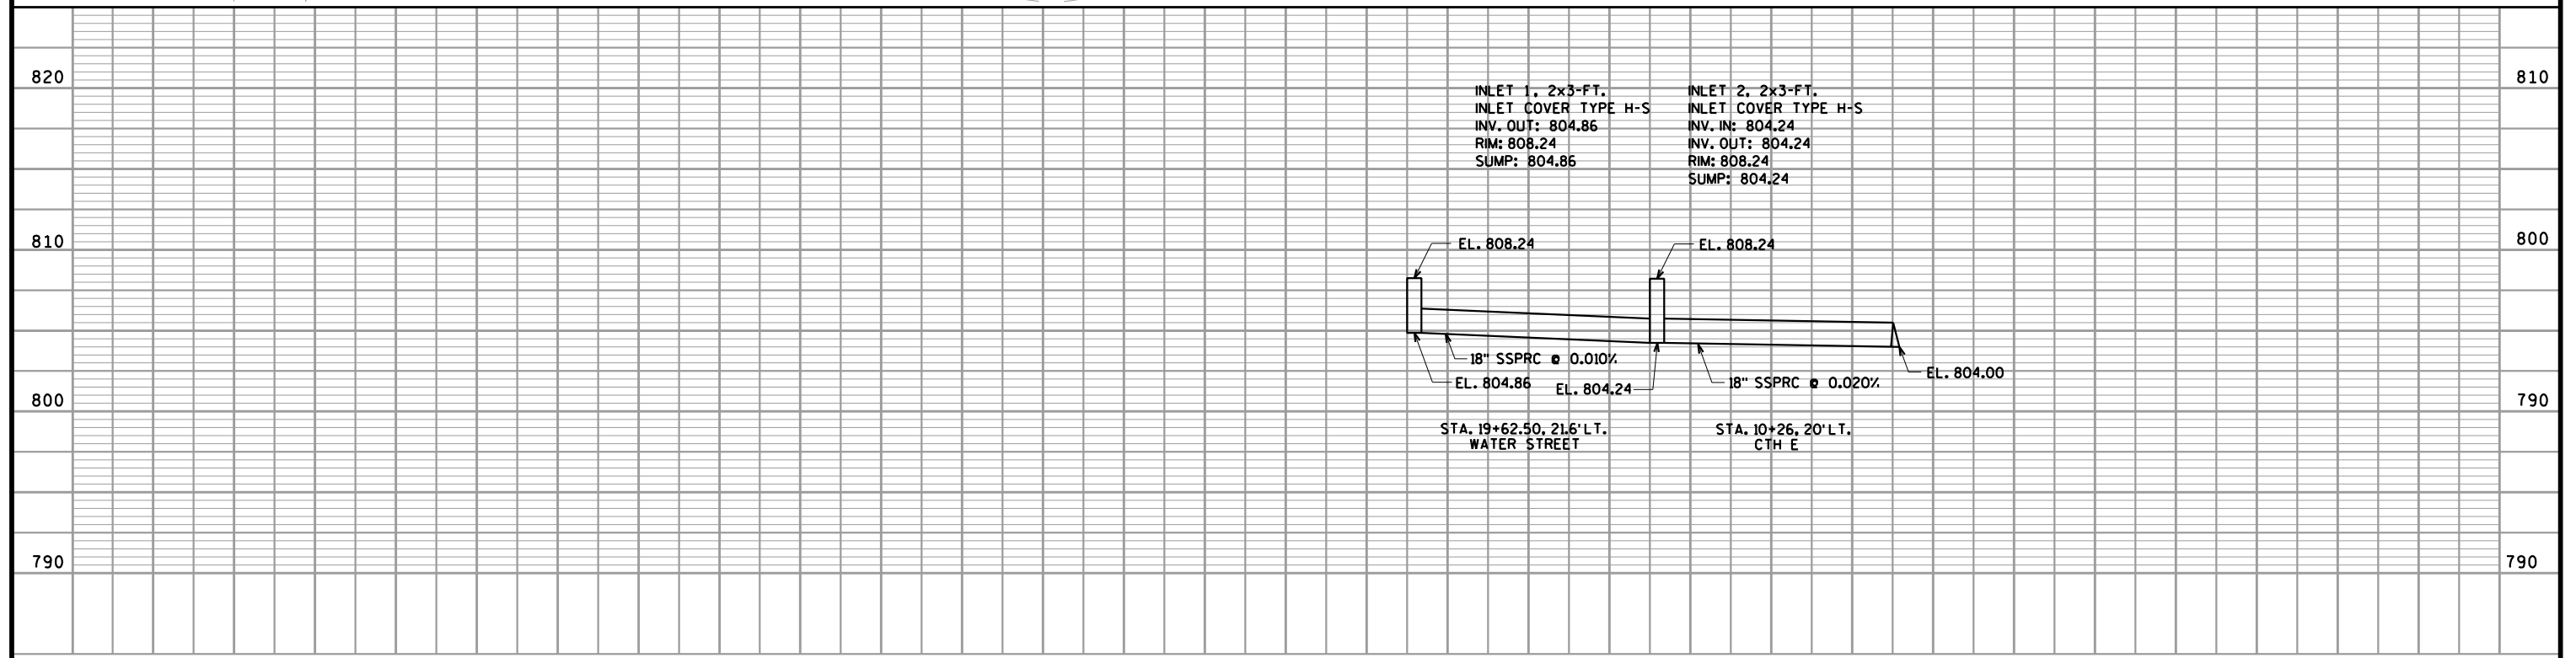 820
810
INLET 1, 2x3-FT.
INLET COVER TYPE H-S
INV. OUT: 804.86
RIM: 808.24
SUMP: 804.86
INLET 2, 2x3-FT.
INLET COVER TYPE H-S
INV. IN: 804.24
INV. OUT: 804.24
RIM: 808.24
SUMP: 804.24
810
EL. 808.24
EL. 808.24
800
18" SSPRC @ 0.010%
EL. 804.86
EL. 804.24
18" SSPRC @ 0.020%
EL. 804.00
800
790
STA. 19+62.50, 21.6' LT.
WATER STREET
STA. 10+26, 20' LT.
CTH E
790
790